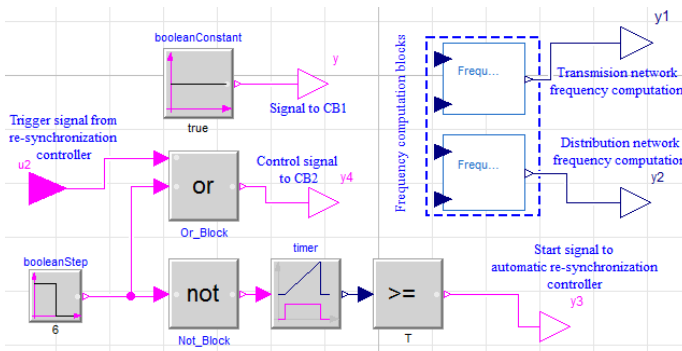 booleanConstant
true
y
Signal to CB1
Frequency computation blocks
Frequ...
Frequ...
y1
Transmision network
frequency computation
Distribution network
frequency computation
y2
Trigger signal from
re-synchronization
controller
u2
or
Or_Block
Control signal
to CB2
y4
booleanStep
6
not
Not_Block
timer
>=
T
Start signal to
automatic re-synchronization
controller
y3